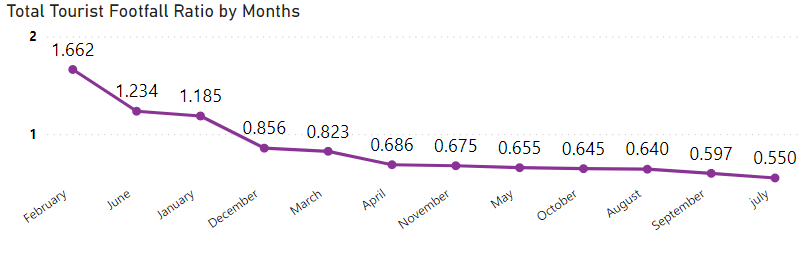 Total Tourist Footfall Ratio by Months
2
1.662
1.234
1.185
0.856
0.823
0.686
0.675
0.655
0.645
0.640
0.597
0.550
1
February
June
January
December
March
April
November
May
October
August
September
july